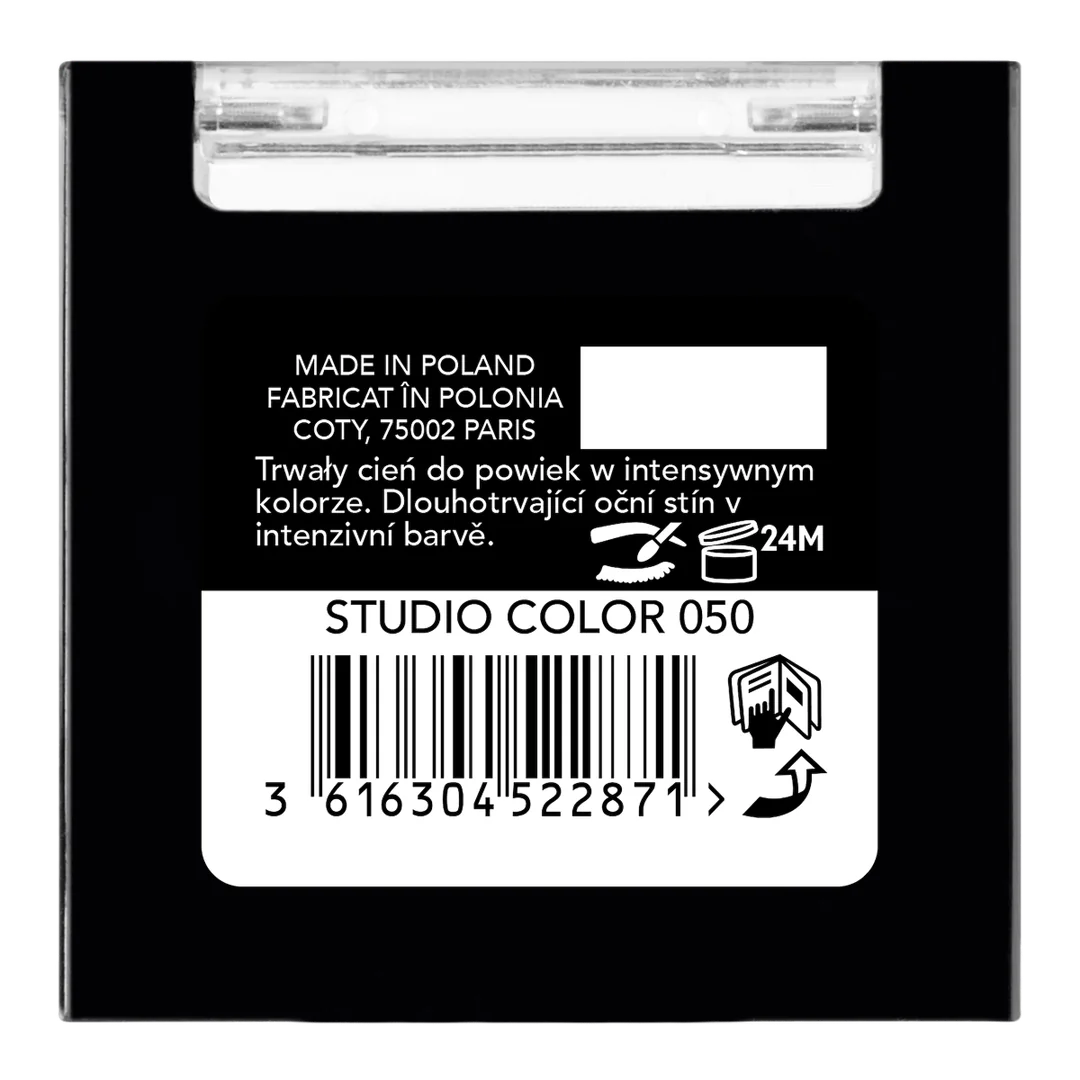 MADE IN POLAND
FABRICAT ÎN POLONIA
COTY, 75002 PARIS
Trwały cień do powiek w intensywnym
kolorze. Dlouhotrvající oční stín v
intenzivní barvě.
24M
STUDIO COLOR 050
3 616304 522871 >